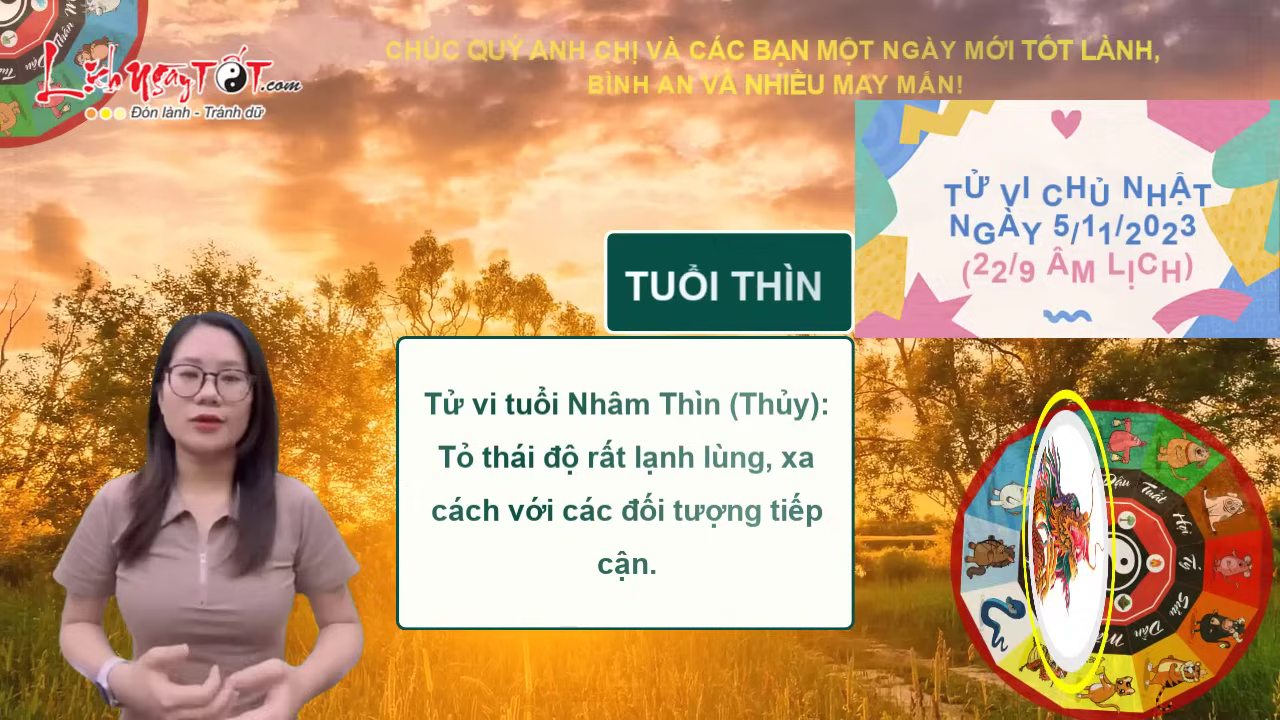 LịchNgàyTỐT.com
Đón lành - Tránh dữ
CHÚC QUÝ ANH CHỊ VÀ CÁC BẠN MỘT NGÀY MỚI TỐT LÀNH,
BÌNH AN VÀ NHIỀU MAY MẮN!
TỬ VI CHỦ NHẬT
NGÀY 5/11/2023
(22/9 ÂM LỊCH)
TUỔI THÌN
Tử vi tuổi Nhâm Thìn (Thủy):
Tỏ thái độ rất lạnh lùng, xa
cách với các đối tượng tiếp
cận.
Dậu
Tuất
Hợi
Tý
Sửu
Dần